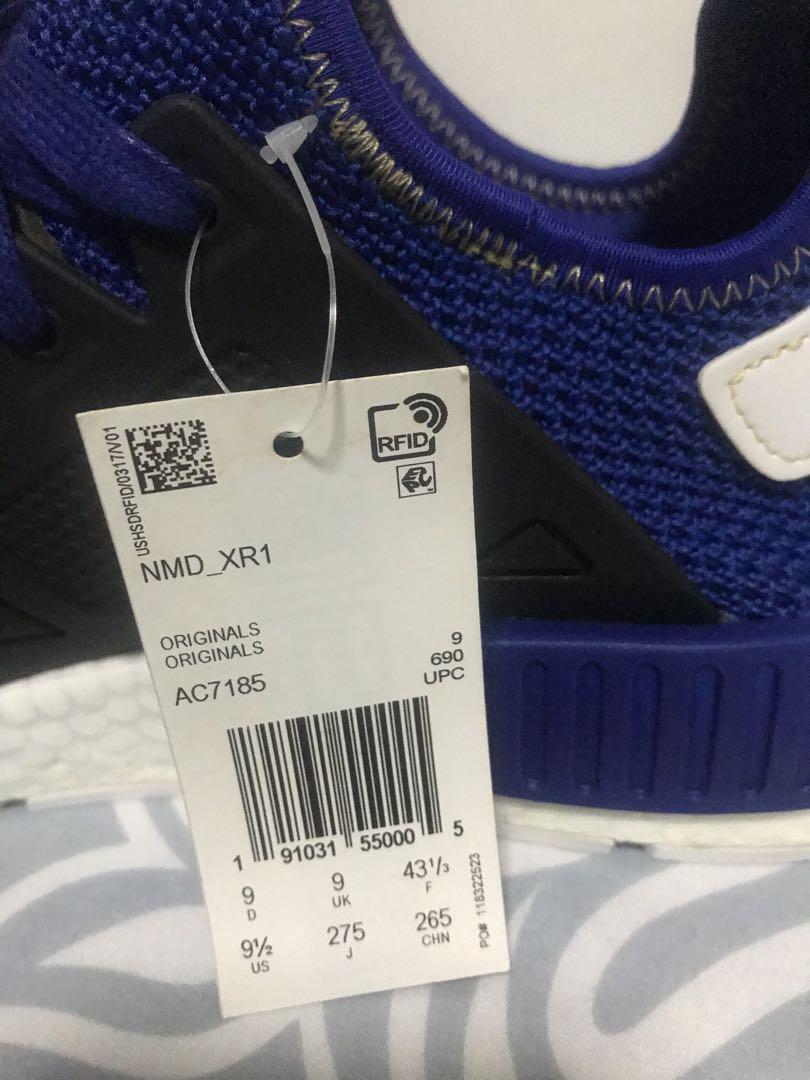 USHSDRFID/0317/V01
RFID
EPC
NMD_XR1
ORIGINALS
ORIGINALS
9
690
AC7185
UPC
1 91031 55000 5
9 9 43⅓
D UK F
9½ 275 265
US J CHN
PO# 118322523